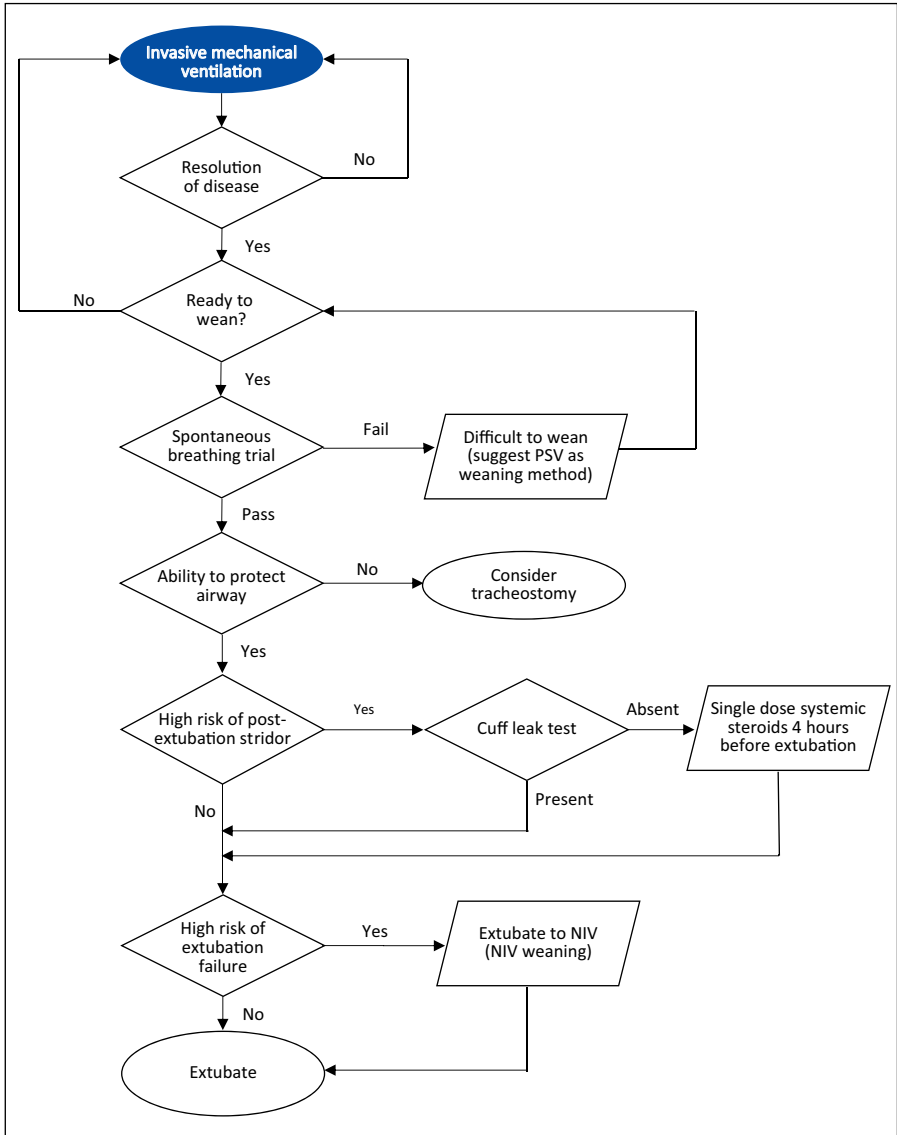 Invasive mechanical
ventilation
No
Resolution
of disease
Yes
No
Ready to
wean?
Yes
Spontaneous
breathing trial
Fail
Difficult to wean
(suggest PSV as
weaning method)
Pass
Ability to protect
airway
No
Consider
tracheostomy
Yes
High risk of post-
extubation stridor
Yes
Cuff leak test
Absent
Single dose systemic
steroids 4 hours
before extubation
Present
No
High risk of
extubation
failure
Yes
Extubate to NIV
(NIV weaning)
No
Extubate